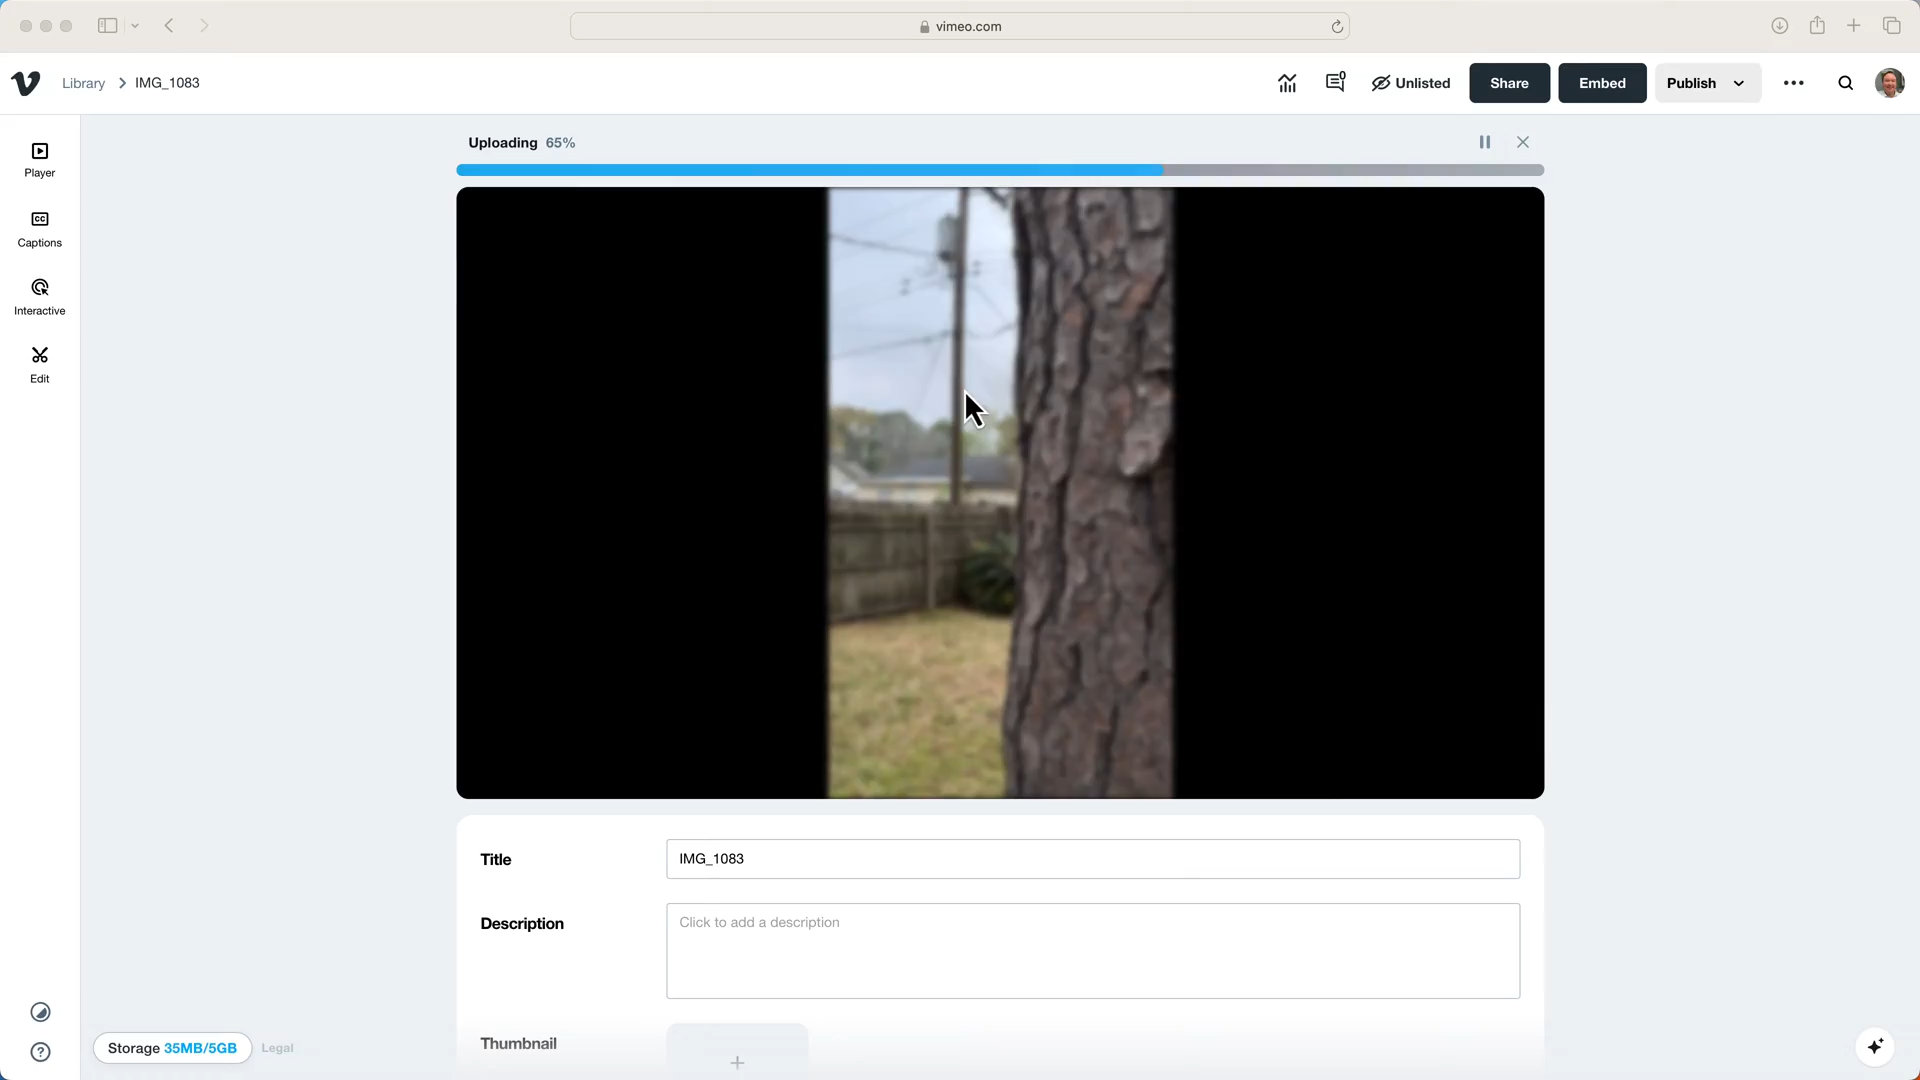 vimeo.com
Library > IMG_1083
Unlisted
Share
Embed
Publish
Uploading 65%
Player
CC
Captions
Interactive
Edit
Title
IMG_1083
Description
Click to add a description
Thumbnail
Storage 35MB/5GB
Legal